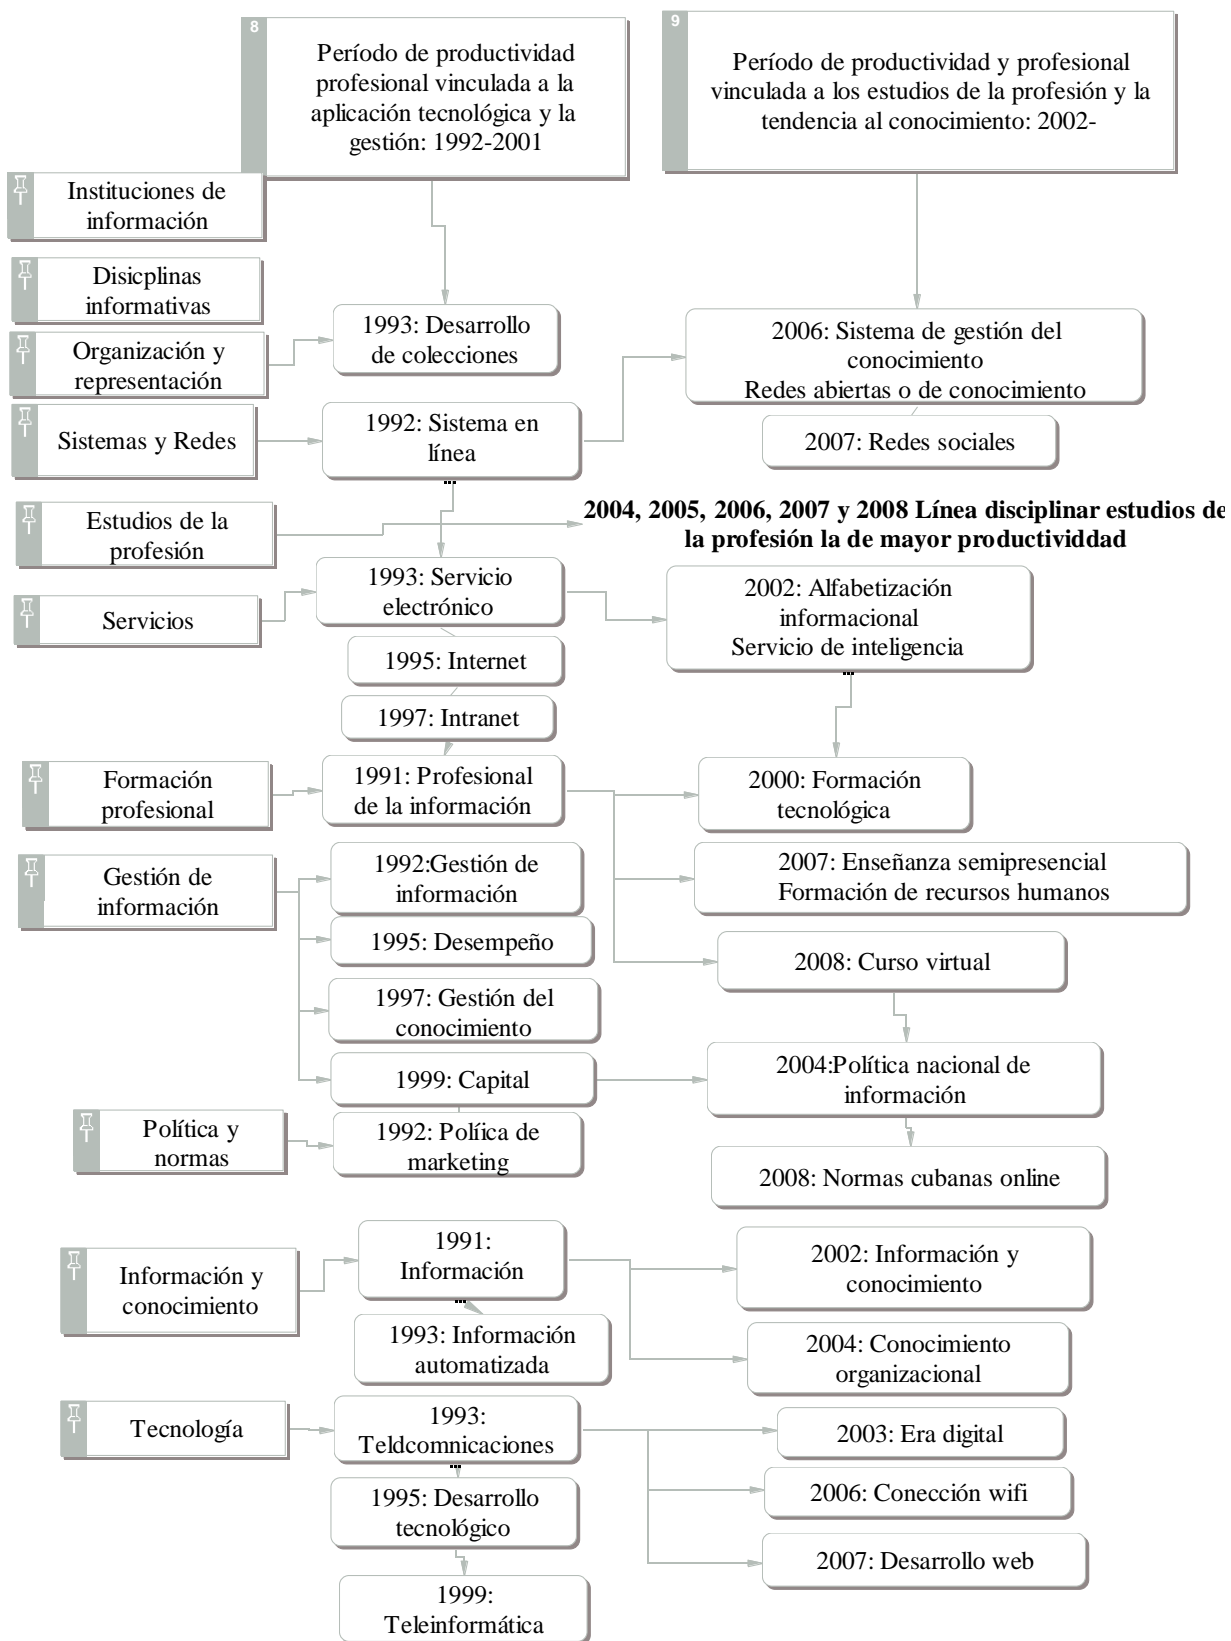 8
Período de productividad
profesional vinculada a la
aplicación tecnológica y la
gestión: 1992-2001
9
Período de productividad y profesional
vinculada a los estudios de la profesión y la
tendencia al conocimiento: 2002-
Instituciones de
información
Disicplinas
informativas
Organización y
representación
1993: Desarrollo
de colecciones
2006: Sistema de gestión del
conocimiento
Redes abiertas o de conocimiento
Sistemas y Redes
1992: Sistema en
línea
2007: Redes sociales
Estudios de la
profesión
2004, 2005, 2006, 2007 y 2008 Línea disciplinar estudios de
la profesión la de mayor productividdad
Servicios
1993: Servicio
electrónico
2002: Alfabetización
informacional
Servicio de inteligencia
1995: Internet
1997: Intranet
Formación
profesional
1991: Profesional
de la información
2000: Formación
tecnológica
Gestión de
información
1992:Gestión de
información
2007: Enseñanza semipresencial
Formación de recursos humanos
1995: Desempeño
2008: Curso virtual
1997: Gestión del
conocimiento
1999: Capital
2004:Política nacional de
información
Política y
normas
1992: Políica de
marketing
2008: Normas cubanas online
Información y
conocimiento
1991:
Información
2002: Información y
conocimiento
1993: Información
automatizada
2004: Conocimiento
organizacional
Tecnología
1993:
Teldcomnicaciones
2003: Era digital
1995: Desarrollo
tecnológico
2006: Conección wifi
2007: Desarrollo web
1999:
Teleinformática